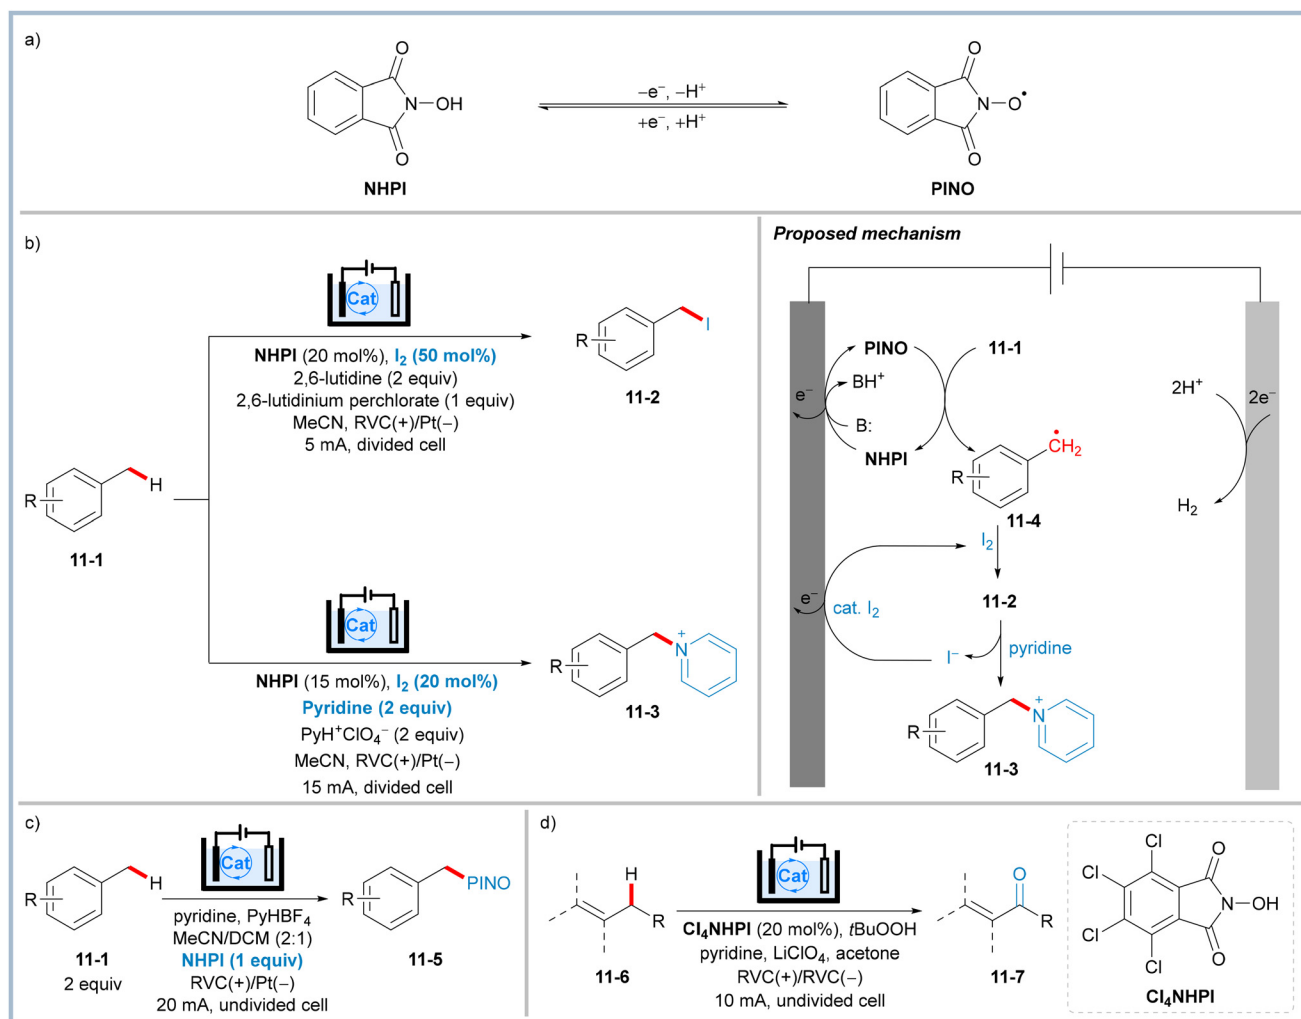 a)
O
N–OH
O
NHPI
−e⁻, −H⁺
+e⁻, +H⁺
O
N–O•
O
PINO
b)
Cat
NHPI (20 mol%), I₂ (50 mol%)
2,6-lutidine (2 equiv)
2,6-lutidinium perchlorate (1 equiv)
MeCN, RVC(+)/Pt(−)
5 mA, divided cell
R
I
11-2
R
H
11-1
Cat
NHPI (15 mol%), I₂ (20 mol%)
Pyridine (2 equiv)
PyH⁺ClO₄⁻ (2 equiv)
MeCN, RVC(+)/Pt(−)
15 mA, divided cell
R
N⁺
11-3
Proposed mechanism
PINO
11-1
e⁻
BH⁺
B:
NHPI
R
•CH₂
11-4
2H⁺
2e⁻
H₂
I₂
11-2
e⁻
cat. I₂
I⁻
pyridine
R
N⁺
11-3
c)
R
H
11-1
2 equiv
Cat
pyridine, PyHBF₄
MeCN/DCM (2:1)
NHPI (1 equiv)
RVC(+)/Pt(−)
20 mA, undivided cell
R
PINO
11-5
d)
H
R
11-6
Cat
Cl₄NHPI (20 mol%), tBuOOH
pyridine, LiClO₄, acetone
RVC(+)/RVC(−)
10 mA, undivided cell
O
R
11-7
Cl
Cl
Cl
Cl
O
N–OH
O
Cl₄NHPI